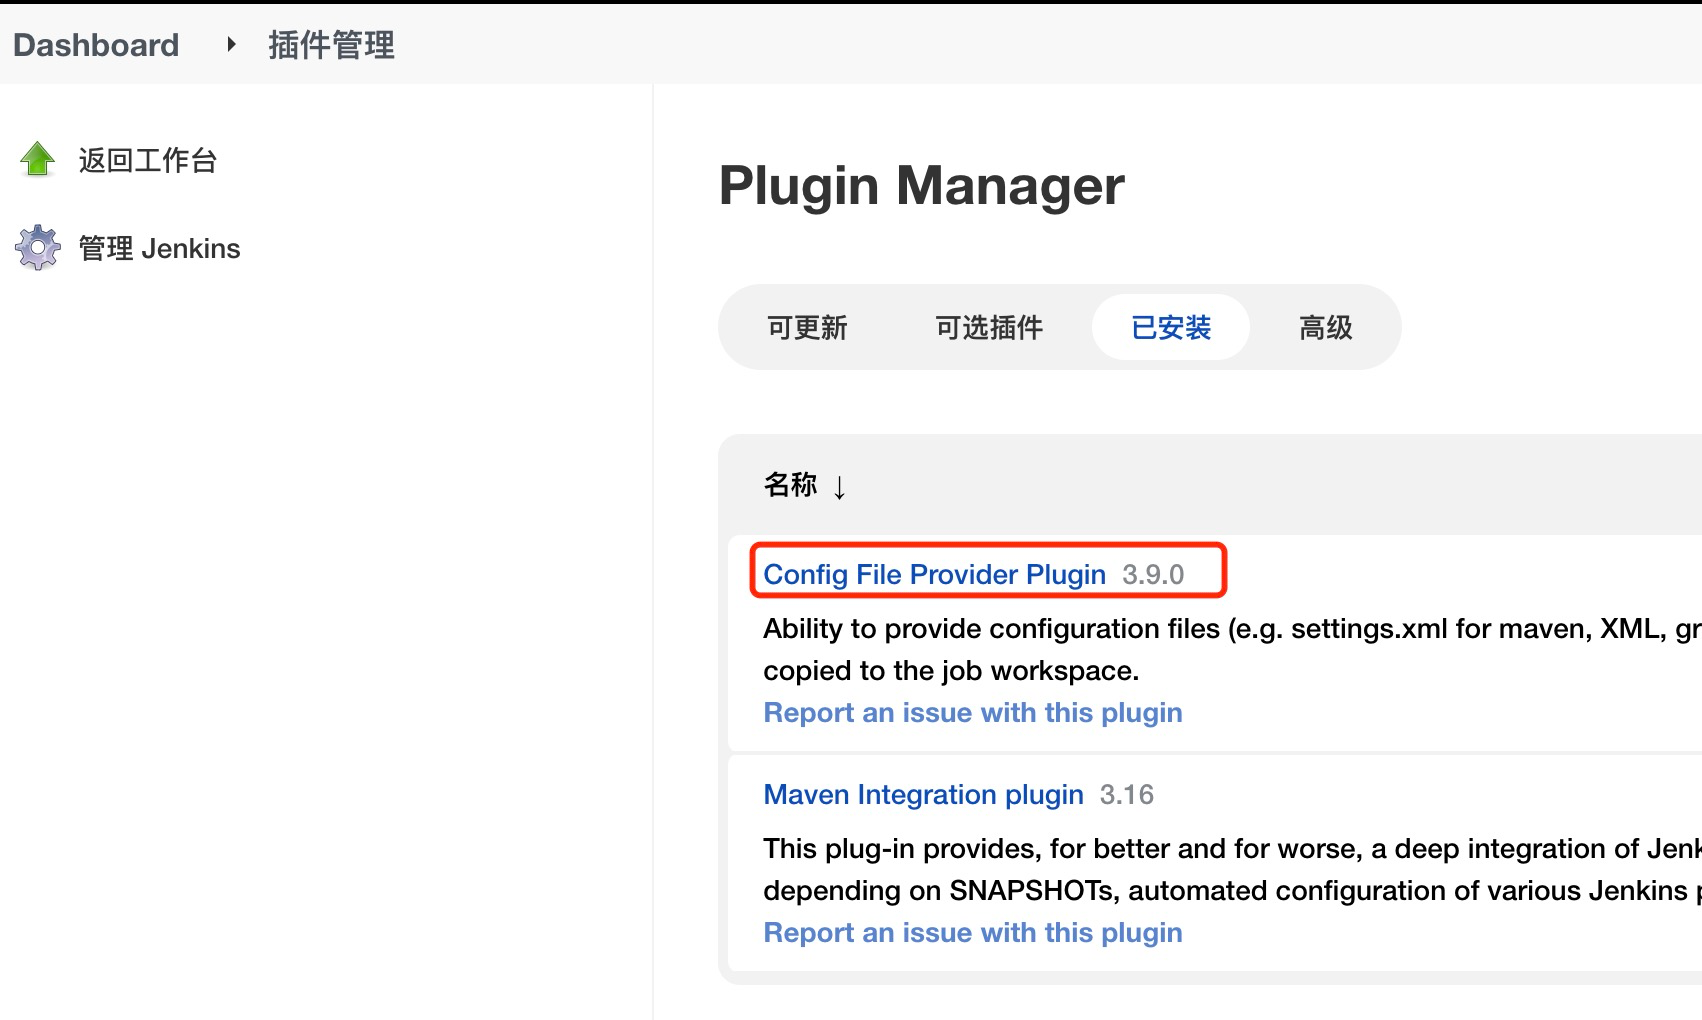 Dashboard 插件管理
返回工作台
管理 Jenkins
Plugin Manager
可更新 可选插件 已安装 高级
名称 ↓
Config File Provider Plugin 3.9.0
Ability to provide configuration files (e.g. settings.xml for maven, XML, gr
copied to the job workspace.
Report an issue with this plugin
Maven Integration plugin 3.16
This plug-in provides, for better and for worse, a deep integration of Jenk
depending on SNAPSHOTs, automated configuration of various Jenkins p
Report an issue with this plugin